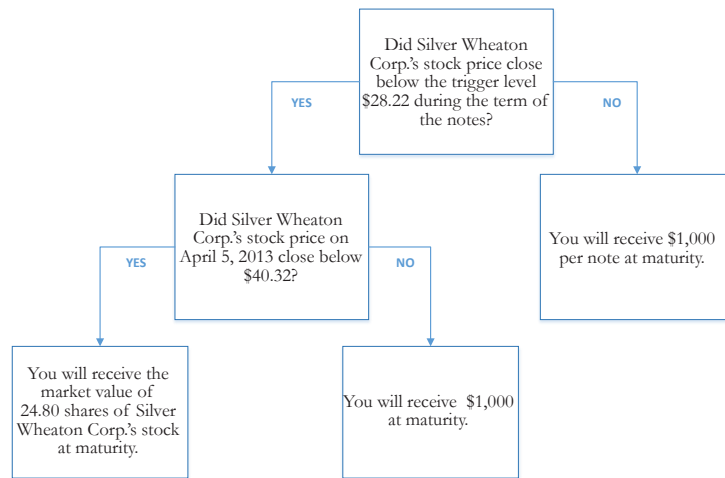 Did Silver Wheaton
Corp.'s stock price close
below the trigger level
$28.22 during the term of
the notes?
YES
NO
Did Silver Wheaton
Corp.'s stock price on
April 5, 2013 close below
$40.32?
You will receive $1,000
per note at maturity.
YES
NO
You will receive the
market value of
24.80 shares of Silver
Wheaton Corp.'s stock
at maturity.
You will receive $1,000
at maturity.